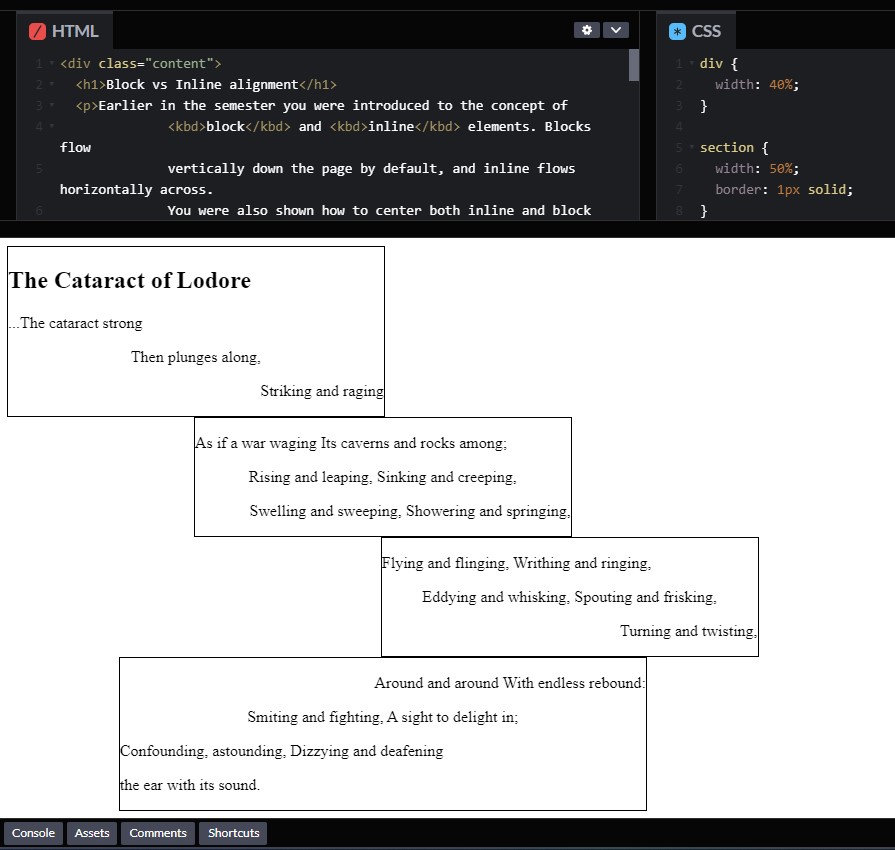 HTML
1 <div class="content">
2 <h1>Block vs Inline alignment</h1>
3 <p>Earlier in the semester you were introduced to the concept of
4 <kbd>block</kbd> and <kbd>inline</kbd> elements. Blocks
flow
5 vertically down the page by default, and inline flows
horizontally across.
6 You were also shown how to center both inline and block
CSS
1 div {
2 width: 40%;
3 }
4
5 section {
6 width: 50%;
7 border: 1px solid;
8 }
The Cataract of Lodore
...The cataract strong
Then plunges along,
Striking and raging
As if a war waging Its caverns and rocks among;
Rising and leaping, Sinking and creeping,
Swelling and sweeping, Showering and springing,
Flying and flinging, Writhing and ringing,
Eddying and whisking, Spouting and frisking,
Turning and twisting,
Around and around With endless rebound:
Smiting and fighting, A sight to delight in;
Confounding, astounding, Dizzying and deafening
the ear with its sound.
Console Assets Comments Shortcuts